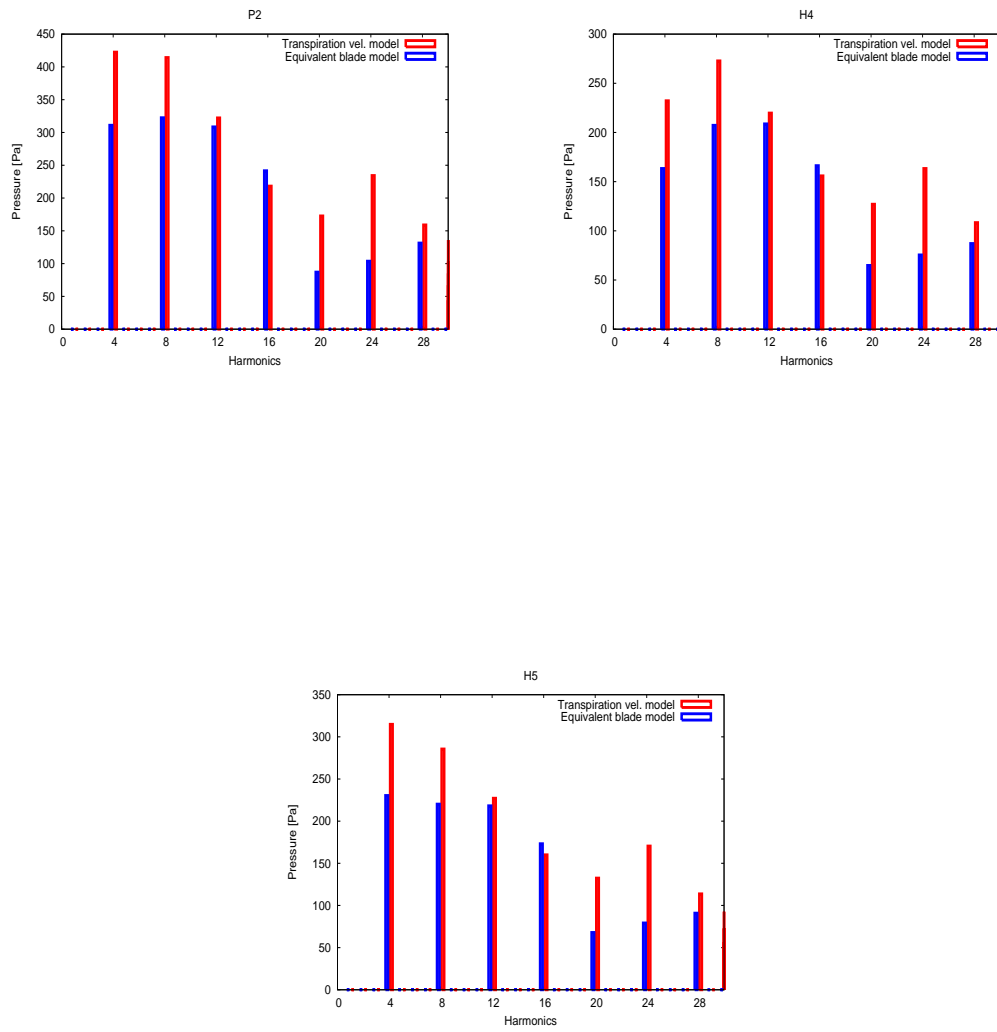 P2
450
400
350
300
250
200
150
100
50
0
Pressure [Pa]
Transpiration vel. model
Equivalent blade model
0 4 8 12 16 20 24 28
Harmonics
H4
300
250
200
150
100
50
0
Pressure [Pa]
Transpiration vel. model
Equivalent blade model
0 4 8 12 16 20 24 28
Harmonics
H5
350
300
250
200
150
100
50
0
Pressure [Pa]
Transpiration vel. model
Equivalent blade model
0 4 8 12 16 20 24 28
Harmonics